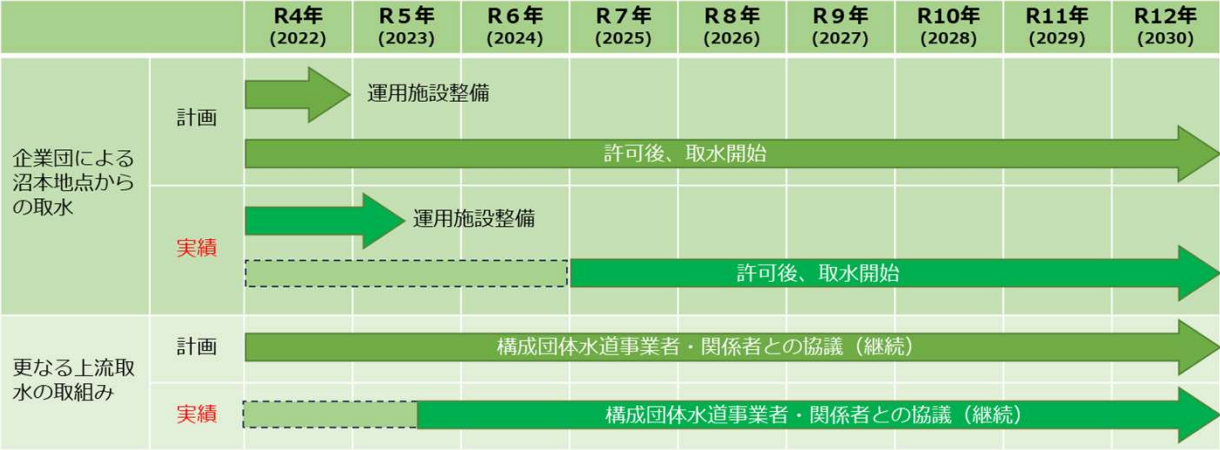 R4年 R5年 R6年 R7年 R8年 R9年 R10年 R11年 R12年
(2022) (2023) (2024) (2025) (2026) (2027) (2028) (2029) (2030)
企業団による
沼本地点から
の取水
計画
運用施設整備
許可後、取水開始
実績
運用施設整備
許可後、取水開始
更なる上流取
水の取組み
計画
構成団体水道事業者・関係者との協議（継続）
実績
構成団体水道事業者・関係者との協議（継続）